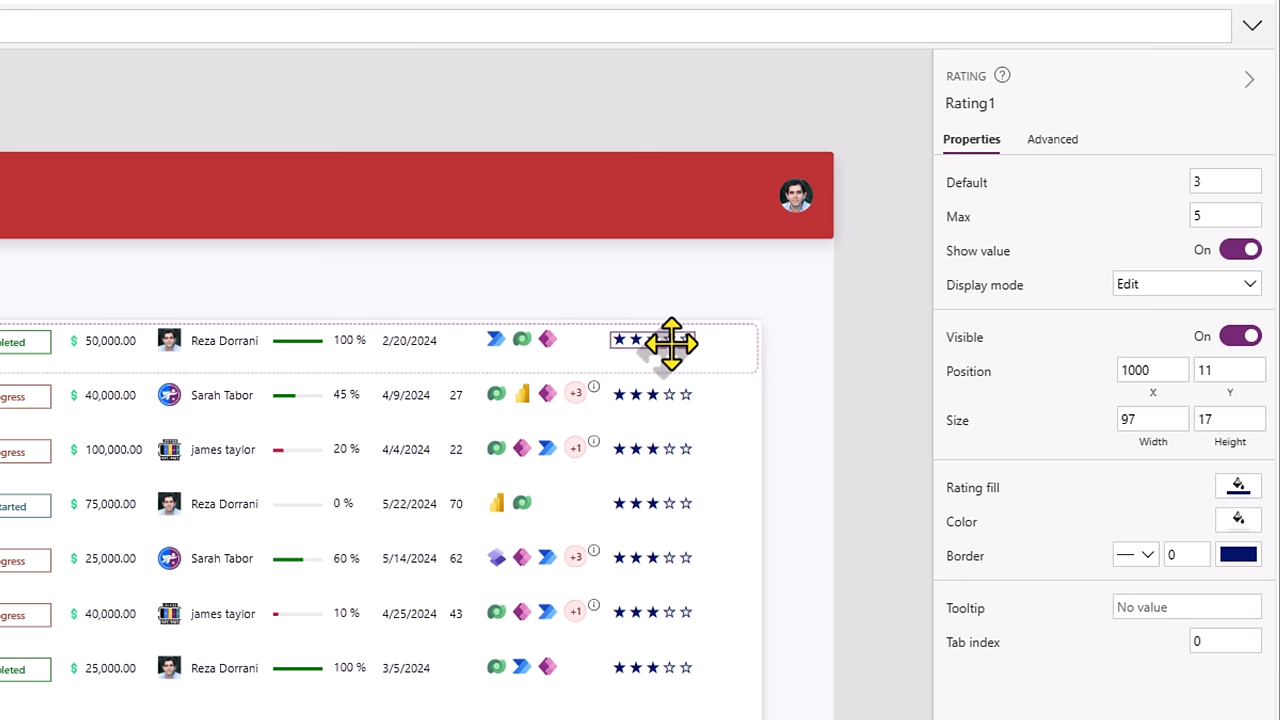 RATING ?
Rating1
Properties Advanced
Default 3
Max 5
Show value On
Display mode Edit
Visible On
Position 1000 11
X Y
Size 97 17
Width Height
Rating fill
Color
Border 0
Tooltip No value
Tab index 0
pleted $ 50,000.00 Reza Dorrani 100 % 2/20/2024
ogress $ 40,000.00 Sarah Tabor 45 % 4/9/2024 27 +3
ogress $ 100,000.00 james taylor 20 % 4/4/2024 22 +1
tarted $ 75,000.00 Reza Dorrani 0 % 5/22/2024 70
ogress $ 25,000.00 Sarah Tabor 60 % 5/14/2024 62 +3
ogress $ 40,000.00 james taylor 10 % 4/25/2024 43 +1
pleted $ 25,000.00 Reza Dorrani 100 % 3/5/2024